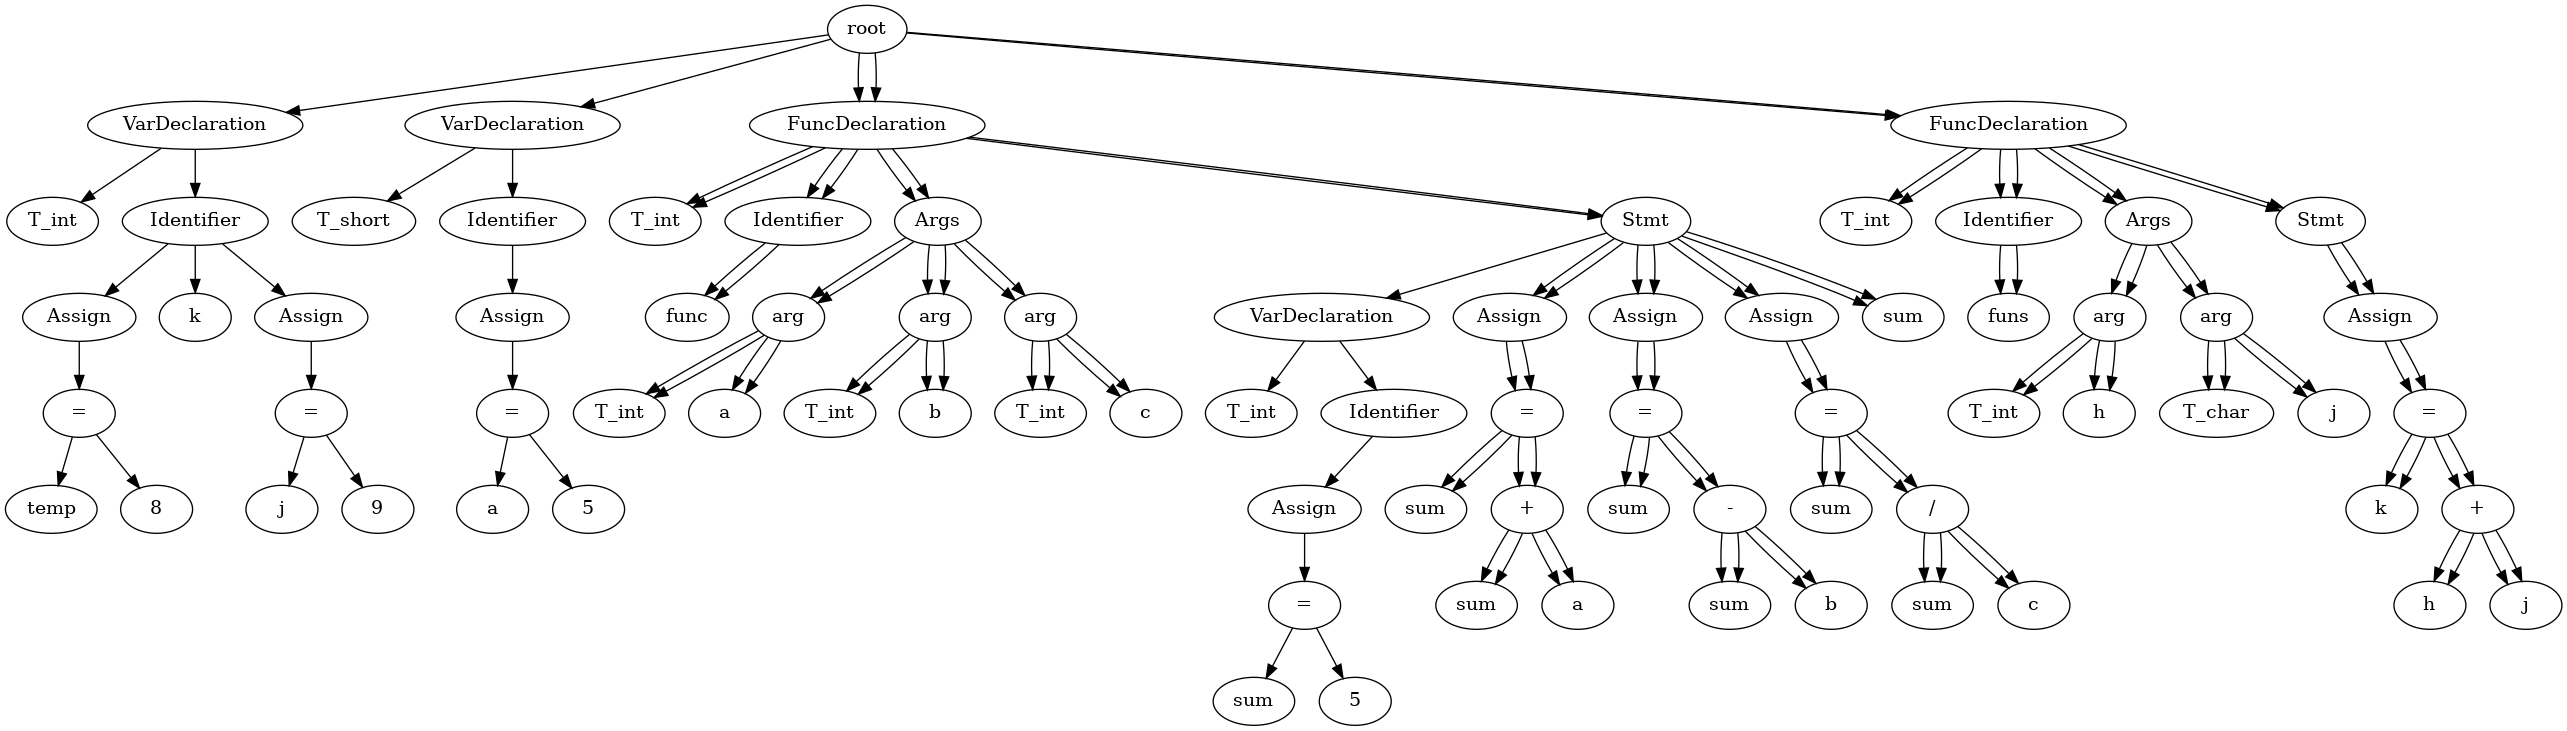 root
VarDeclaration VarDeclaration FuncDeclaration FuncDeclaration
T_int Identifier T_short Identifier T_int Identifier Args Stmt T_int Identifier Args Stmt
Assign k Assign Assign func arg arg arg VarDeclaration Assign Assign Assign sum funs arg arg Assign
= = = T_int a T_int b T_int c T_int Identifier = = = T_int h T_char j =
temp 8 j 9 a 5 Assign sum + sum - sum / k +
= sum a sum b sum c h j
sum 5